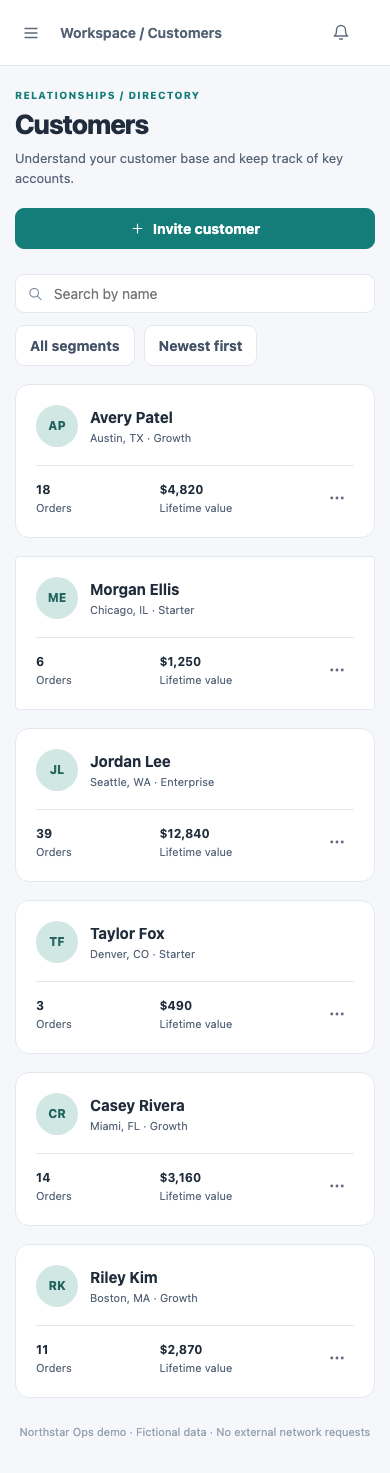 Workspace / Customers
RELATIONSHIPS / DIRECTORY
Customers
Understand your customer base and keep track of key
accounts.
Invite customer
Search by name
All segments
Newest first
AP
Avery Patel
Austin, TX · Growth
18
$4,820
Orders
Lifetime value
ME
Morgan Ellis
Chicago, IL · Starter
6
$1,250
Orders
Lifetime value
JL
Jordan Lee
Seattle, WA · Enterprise
39
$12,840
Orders
Lifetime value
TF
Taylor Fox
Denver, CO · Starter
3
$490
Orders
Lifetime value
CR
Casey Rivera
Miami, FL · Growth
14
$3,160
Orders
Lifetime value
RK
Riley Kim
Boston, MA · Growth
11
$2,870
Orders
Lifetime value
Northstar Ops demo · Fictional data · No external network requests